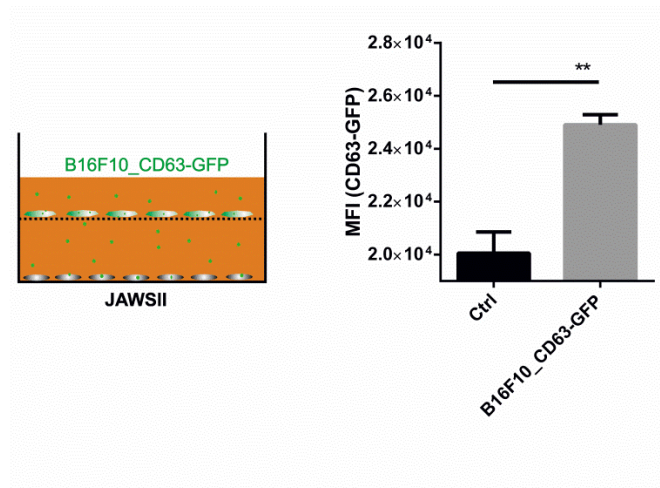 B16F10_CD63-GFP
JAWSII
MFI (CD63-GFP)
2.8×10⁴
2.6×10⁴
2.4×10⁴
2.2×10⁴
2.0×10⁴
**
Ctrl
B16F10_CD63-GFP